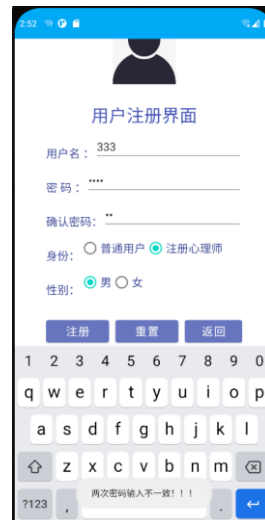 2:52
用户注册界面
用户名: 333
密码: ••••
确认密码: ••
身份: 普通用户 注册心理师
性别: 男 女
注册 重置 返回
1 2 3 4 5 6 7 8 9 0
q w e r t y u i o p
a s d f g h j k l
z x c v b n m
两次密码输入不一致!!!
?123 , .